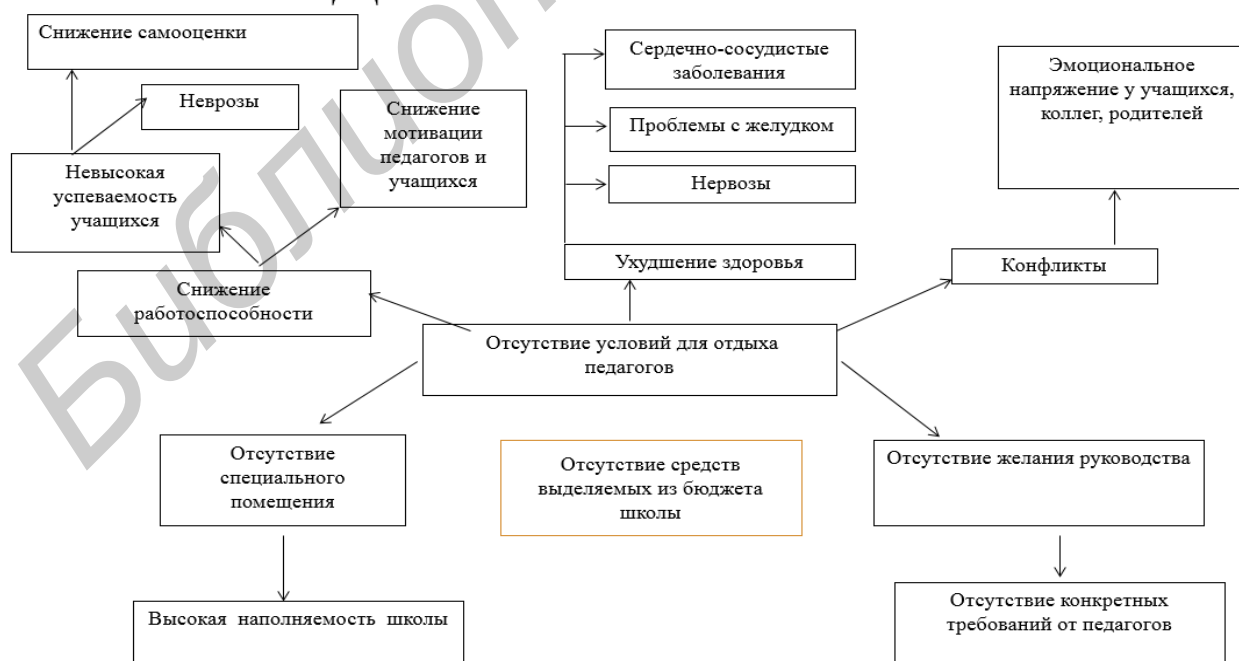 Снижение самооценки
Неврозы
Снижение
мотивации
педагогов и
учащихся
Невысокая
успеваемость
учащихся
Снижение
работоспособности
Сердечно-сосудистые
заболевания
Проблемы с желудком
Нервозы
Ухудшение здоровья
Эмоциональное
напряжение у учащихся,
коллег, родителей
Конфликты
Отсутствие условий для отдыха
педагогов
Отсутствие
специального
помещения
Отсутствие средств
выделяемых из бюджета
школы
Отсутствие желания руководства
Высокая наполняемость школы
Отсутствие конкретных
требований от педагогов